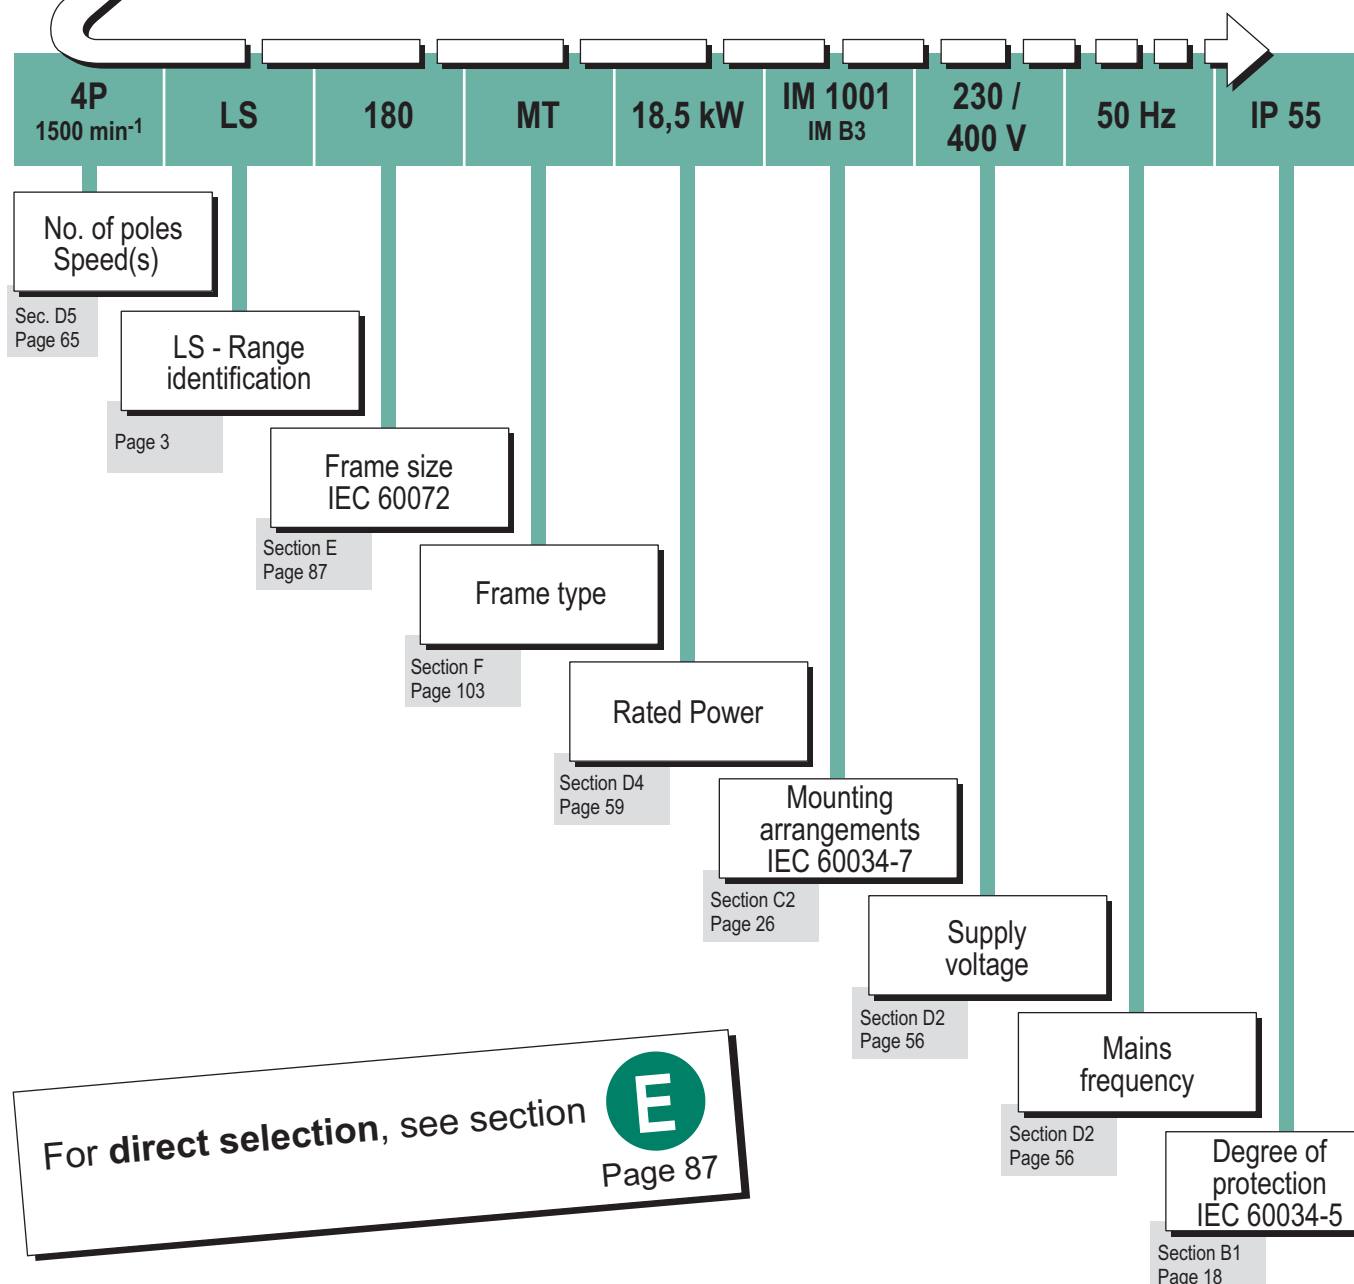 4P
1500 min-1
LS
180
MT
18,5 kW
IM 1001
IM B3
230 /
400 V
50 Hz
IP 55
No. of poles
Speed(s)
Sec. D5
Page 65
LS - Range
identification
Page 3
Frame size
IEC 60072
Section E
Page 87
Frame type
Section F
Page 103
Rated Power
Section D4
Page 59
Mounting
arrangements
IEC 60034-7
Section C2
Page 26
Supply
voltage
Section D2
Page 56
Mains
frequency
Section D2
Page 56
Degree of
protection
IEC 60034-5
Section B1
Page 18
For direct selection, see section E
Page 87